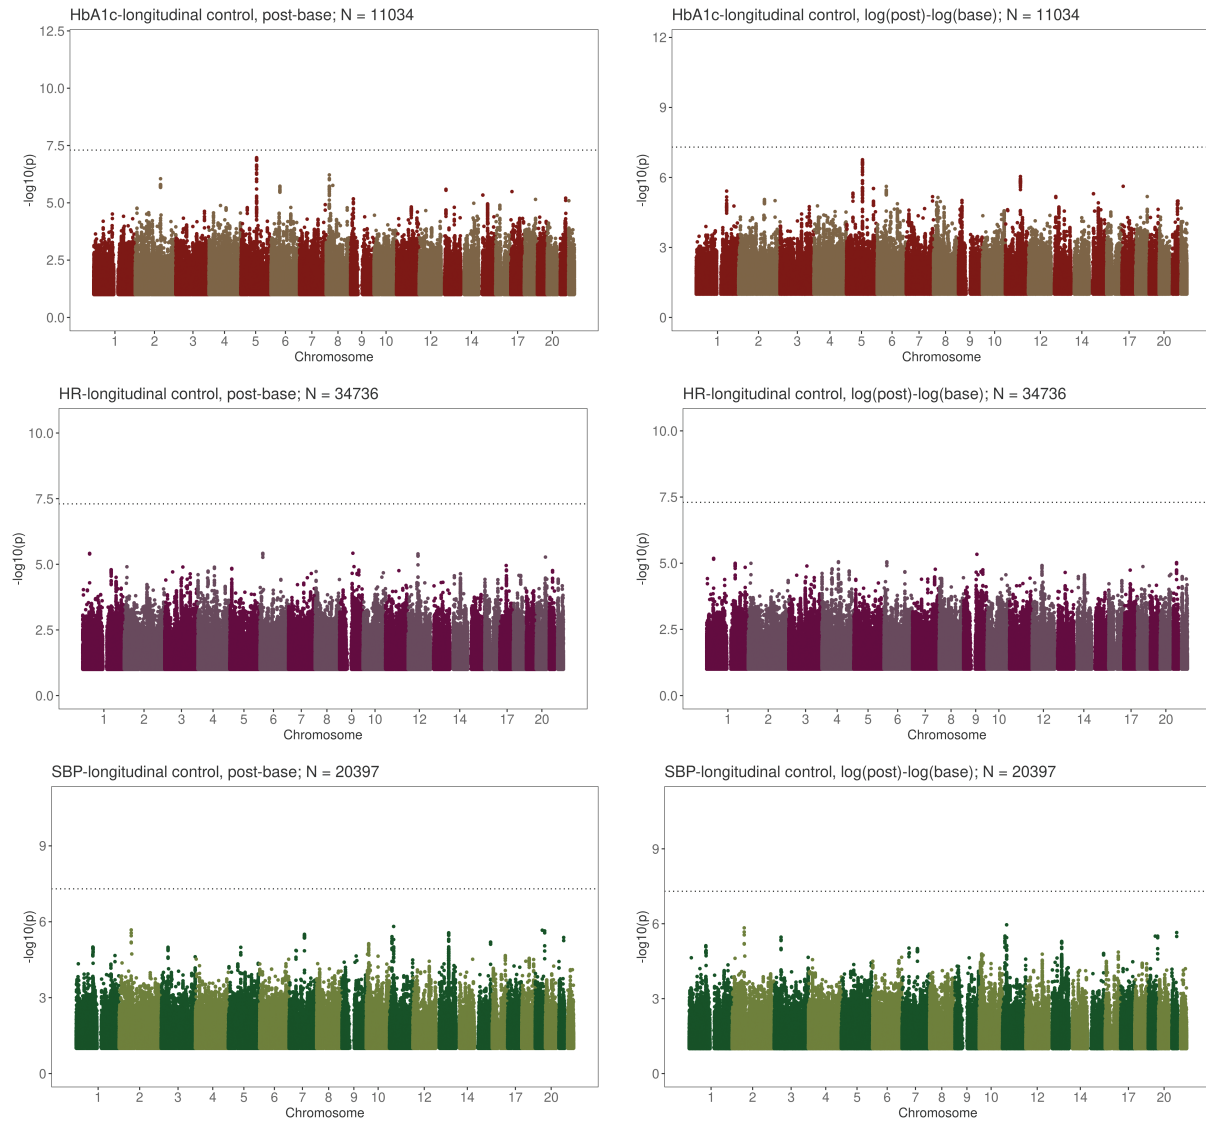 HbA1c-longitudinal control, post-base; N = 11034
12.5
10.0
7.5
5.0
2.5
0.0
-log10(p)
1 2 3 4 5 6 7 8 9 10 12 14 17 20
Chromosome
HbA1c-longitudinal control, log(post)-log(base); N = 11034
12
9
6
3
0
-log10(p)
1 2 3 4 5 6 7 8 9 10 12 14 17 20
Chromosome
HR-longitudinal control, post-base; N = 34736
10.0
7.5
5.0
2.5
0.0
-log10(p)
1 2 3 4 5 6 7 8 9 10 12 14 17 20
Chromosome
HR-longitudinal control, log(post)-log(base); N = 34736
10.0
7.5
5.0
2.5
0.0
-log10(p)
1 2 3 4 5 6 7 8 9 10 12 14 17 20
Chromosome
SBP-longitudinal control, post-base; N = 20397
9
6
3
0
-log10(p)
1 2 3 4 5 6 7 8 9 10 12 14 17 20
Chromosome
SBP-longitudinal control, log(post)-log(base); N = 20397
9
6
3
0
-log10(p)
1 2 3 4 5 6 7 8 9 10 12 14 17 20
Chromosome